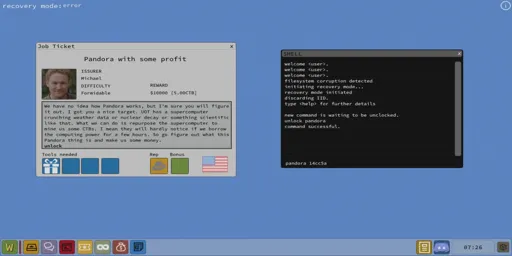 recovery mode:error
Job Ticket
x
Pandora with some profit
ISSUER
Michael
DIFFICULTY
Formidable
REWARD
$10000 [5.00CTB]
We have no idea how Pandora works, but I'm sure you will figure
it out. I got you a nice target. UOT has a supercomputer
crunching weather data or nuclear decay or something scientific
like that. What we can do is repurpose the supercomputer to
mine us some CTBs. I mean they will hardly notice if we borrow
the computing power for a few hours, so go figure out what this
Pandora thing is and make us some money.
unlock
Tools needed
Rep
Bonus
SHELL
x
welcome <user>.
welcome <user>.
welcome <user>.
filesystem corruption detected
initiating recovery mode...
recovery mode initiated
discarding IID.
type >help< for further details
new command is waiting to be unclocked.
unlock pandora
command successful.
pandora 14cc5a
W
07:26